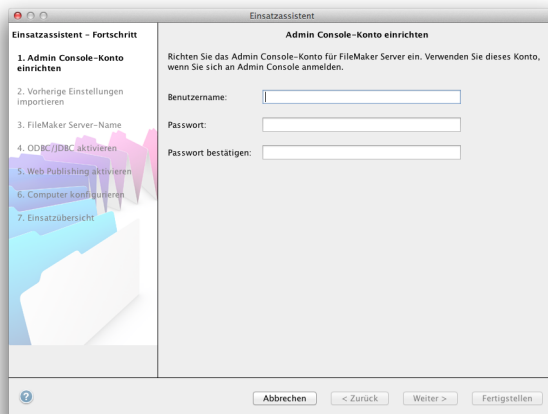 Einsatzassistent
Einsatzassistent – Fortschritt
1. Admin Console-Konto
einrichten
2. Vorherige Einstellungen
importieren
3. FileMaker Server-Name
4. ODBC/JDBC aktivieren
5. Web Publishing aktivieren
6. Computer konfigurieren
7. Einsatzübersicht
Admin Console-Konto einrichten
Richten Sie das Admin Console-Konto für FileMaker Server ein. Verwenden Sie dieses Konto,
wenn Sie sich an Admin Console anmelden.
Benutzername:
Passwort:
Passwort bestätigen:
?
Abbrechen
< Zurück
Weiter >
Fertigstellen